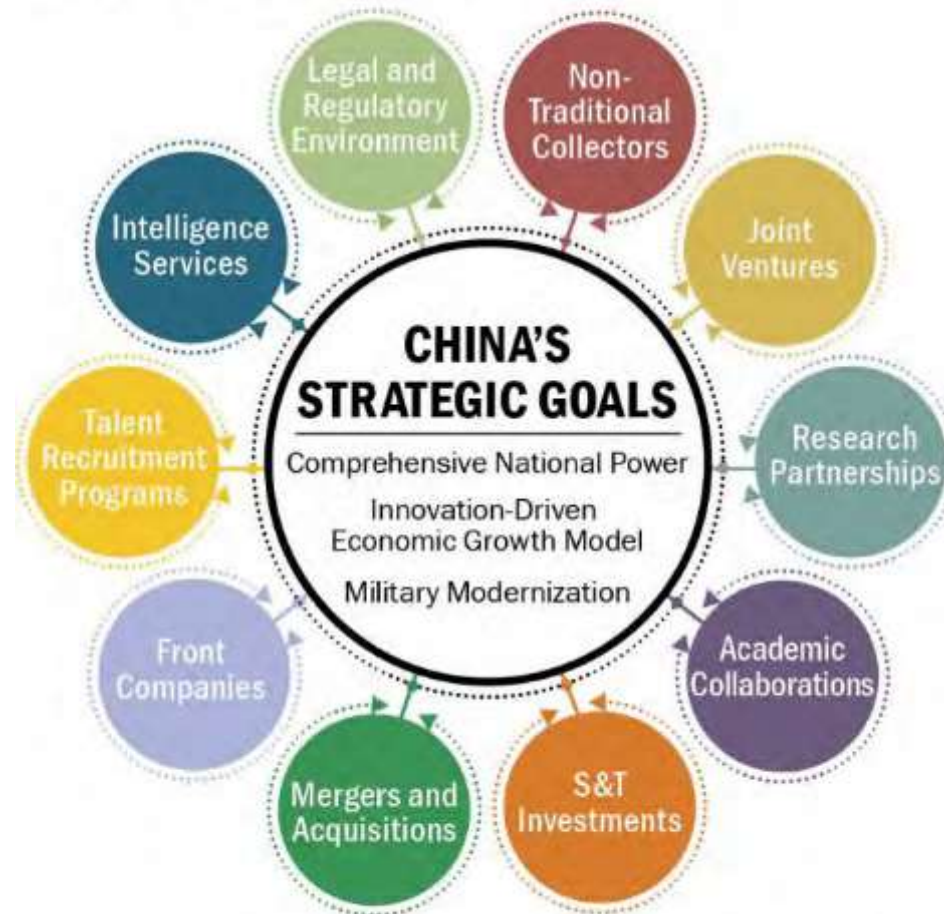 Legal and
Regulatory
Environment
Non-
Traditional
Collectors
Intelligence
Services
Joint
Ventures
CHINA'S
STRATEGIC GOALS
Comprehensive National Power
Innovation-Driven
Economic Growth Model
Military Modernization
Talent
Recruitment
Programs
Research
Partnerships
Front
Companies
Academic
Collaborations
Mergers and
Acquisitions
S&T
Investments